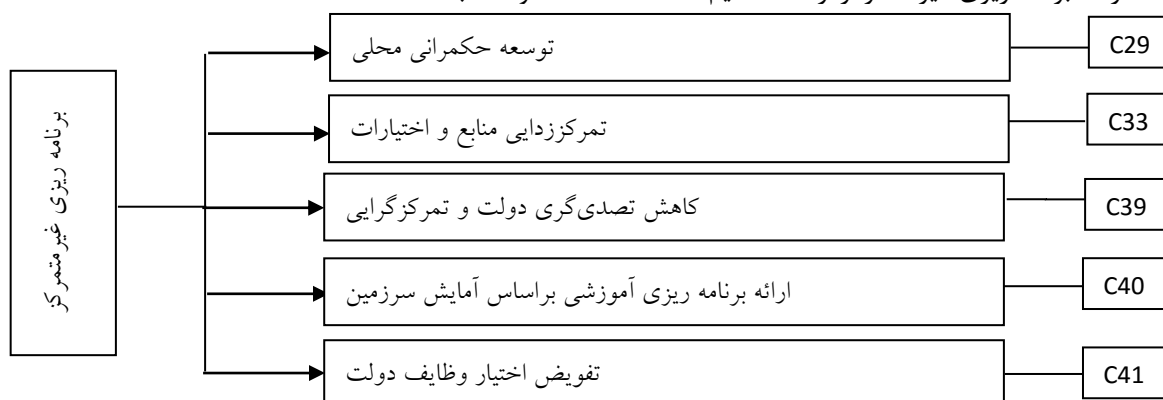 برنامه ریزی غیرمتمرکز
توسعه حکمرانی محلی
C29
تمرکززدایی منابع و اختیارات
C33
کاهش تصدی‌گری دولت و تمرکزگرایی
C39
ارائه برنامه ریزی آموزشی براساس آمایش سرزمین
C40
تفویض اختیار وظایف دولت
C41